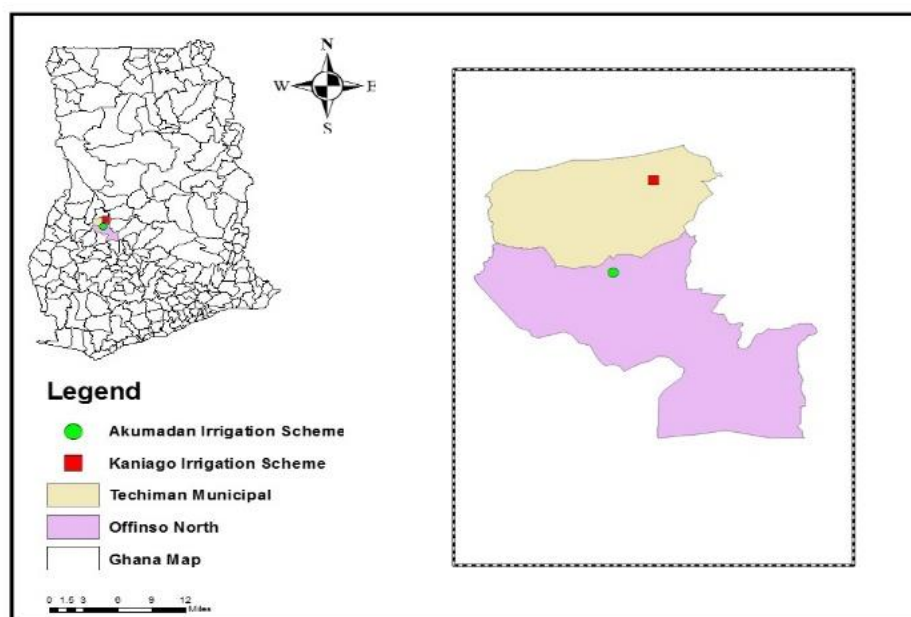 N
W E
S
Legend
Akumadan Irrigation Scheme
Kaniago Irrigation Scheme
Techiman Municipal
Offinso North
Ghana Map
0 1.5 3 6 9 12
Miles